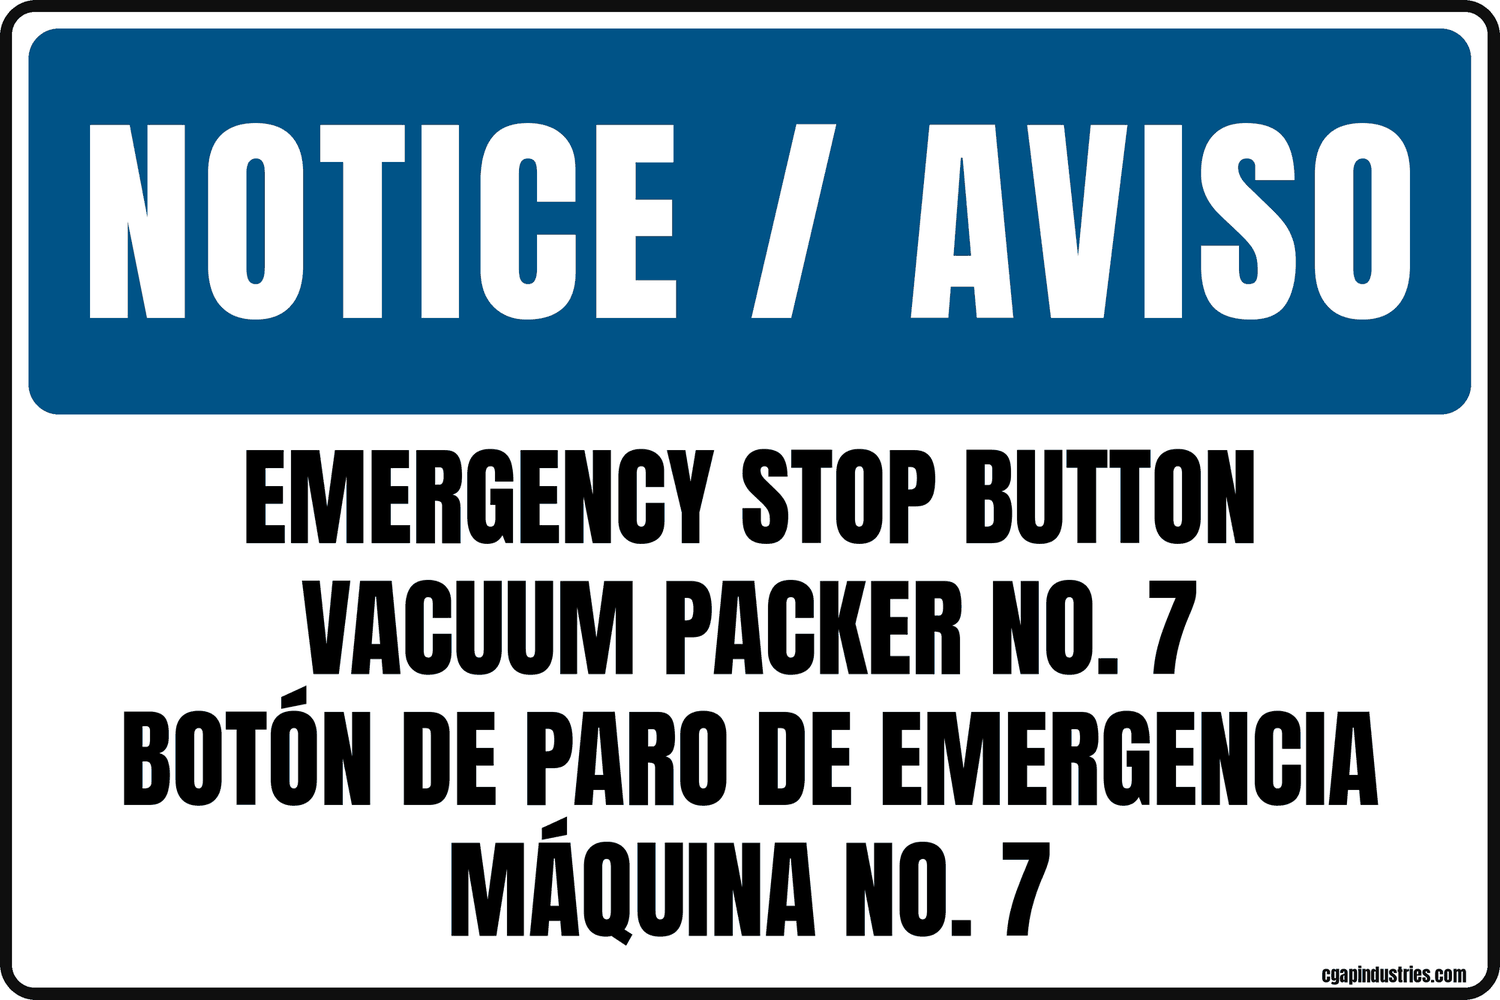 NOTICE / AVISO
EMERGENCY STOP BUTTON
VACUUM PACKER NO. 7
BOTÓN DE PARO DE EMERGENCIA
MÁQUINA NO. 7
cgapindustries.com